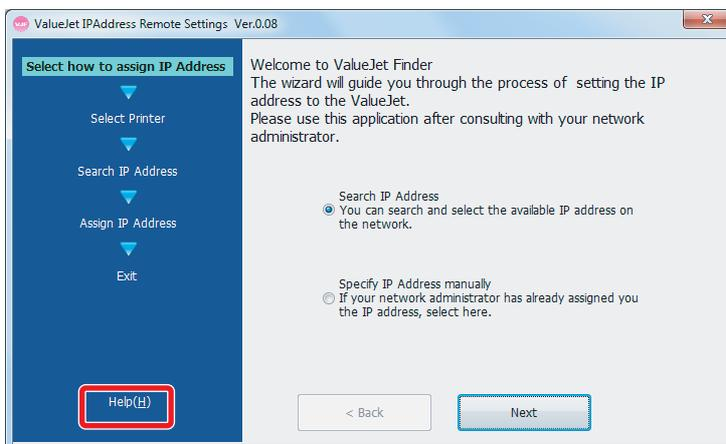 ValueJet IPAddress Remote Settings Ver.0.08
Select how to assign IP Address
Select Printer
Search IP Address
Assign IP Address
Exit
Help(H)
Welcome to ValueJet Finder
The wizard will guide you through the process of setting the IP
address to the ValueJet.
Please use this application after consulting with your network
administrator.
Search IP Address
You can search and select the available IP address on
the network.
Specify IP Address manually
If your network administrator has already assigned you
the IP address, select here.
< Back
Next